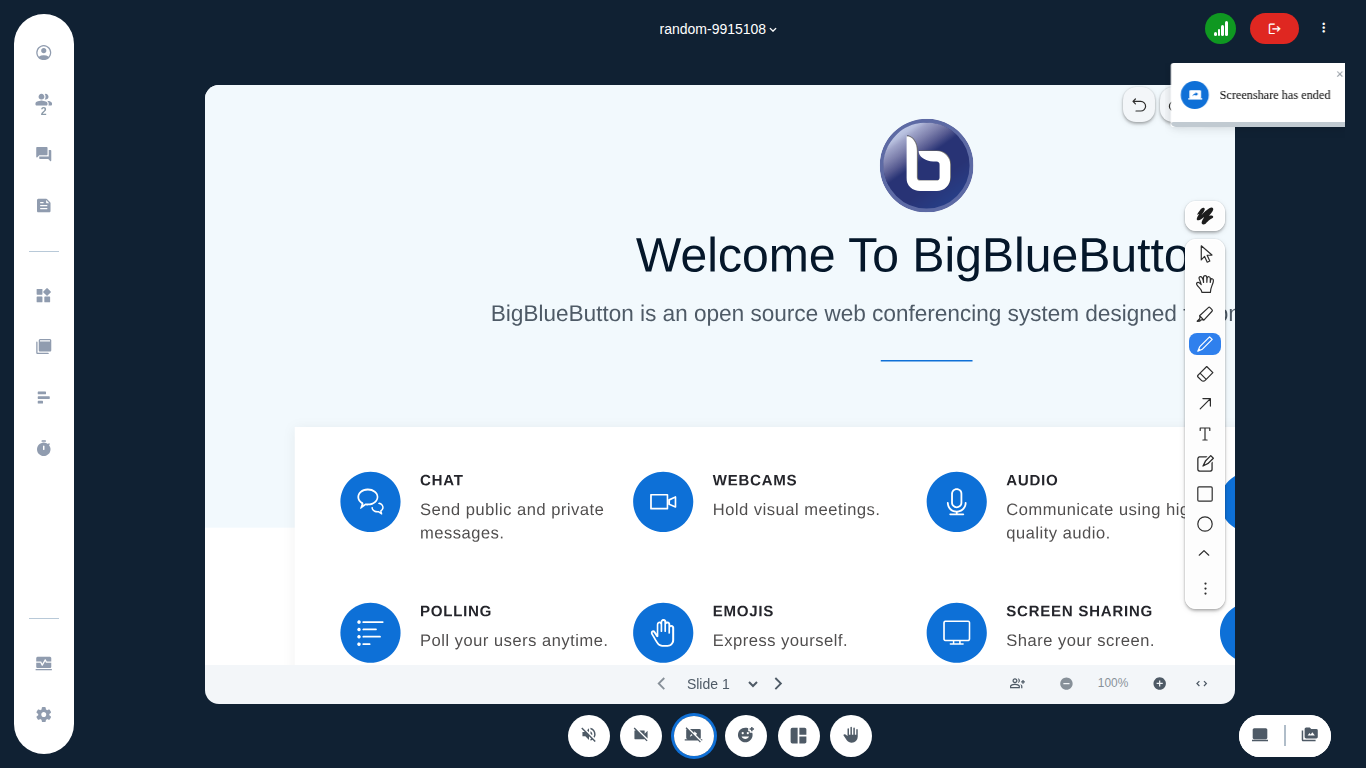 random-9915108
Screenshare has ended
2
Welcome To BigBlueButto
BigBlueButton is an open source web conferencing system designed
CHAT
Send public and private
messages.
WEBCAMS
Hold visual meetings.
AUDIO
Communicate using hig
quality audio.
POLLING
Poll your users anytime.
EMOJIS
Express yourself.
SCREEN SHARING
Share your screen.
Slide 1
100%